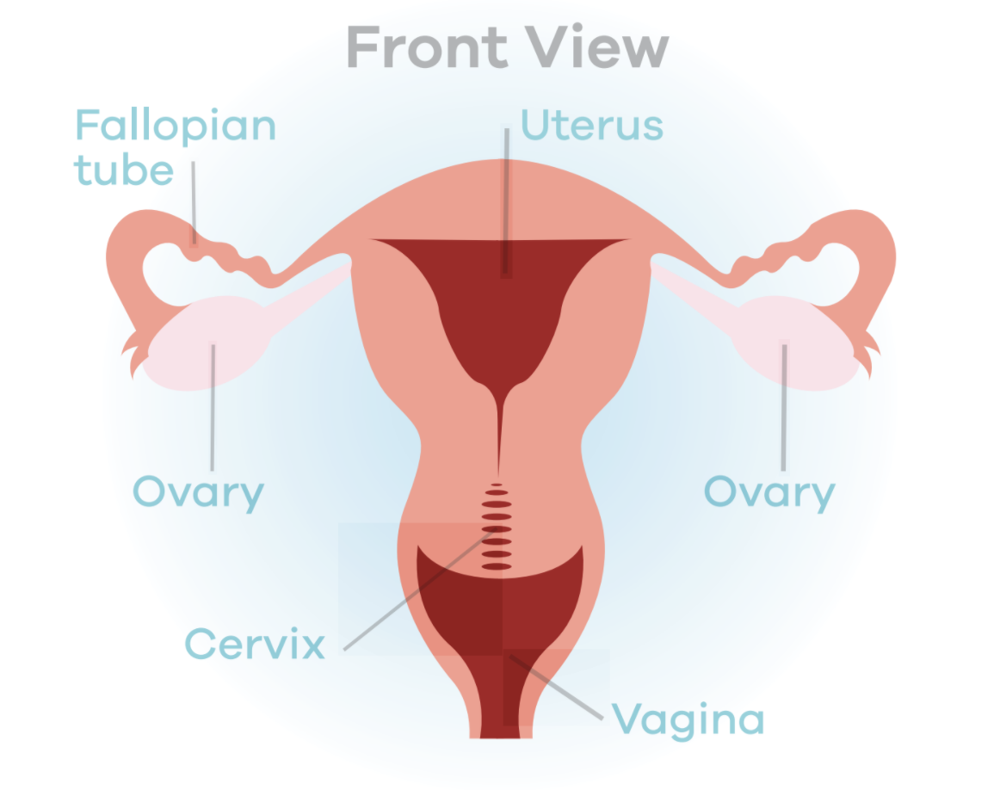 Front View
Fallopian
tube
Uterus
Ovary
Ovary
Cervix
Vagina